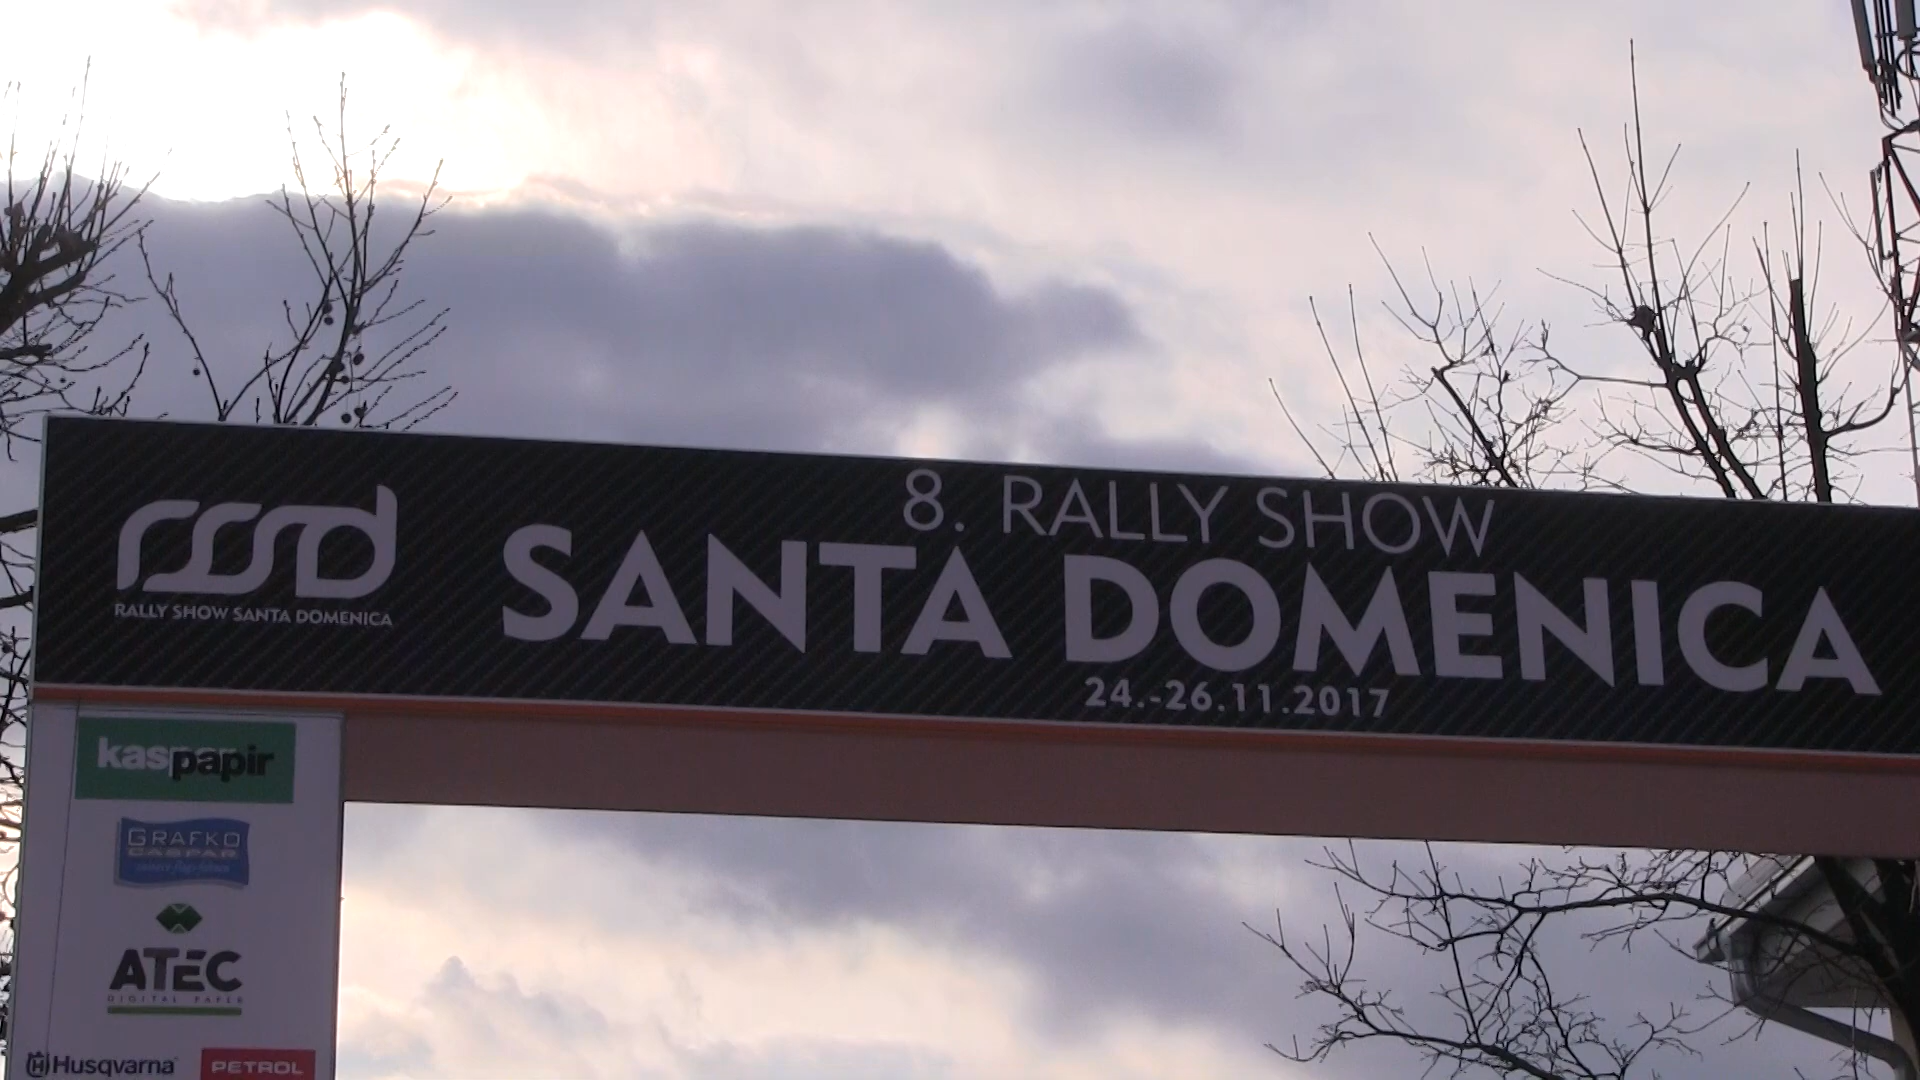 rssd
RALLY SHOW SANTA DOMENICA
8. RALLY SHOW
SANTA DOMENICA
24.-26.11.2017
kaspapir
GRAFKO
CASPAR
ATEC
DIGITAL PAPER
Husqvarna
PETROL